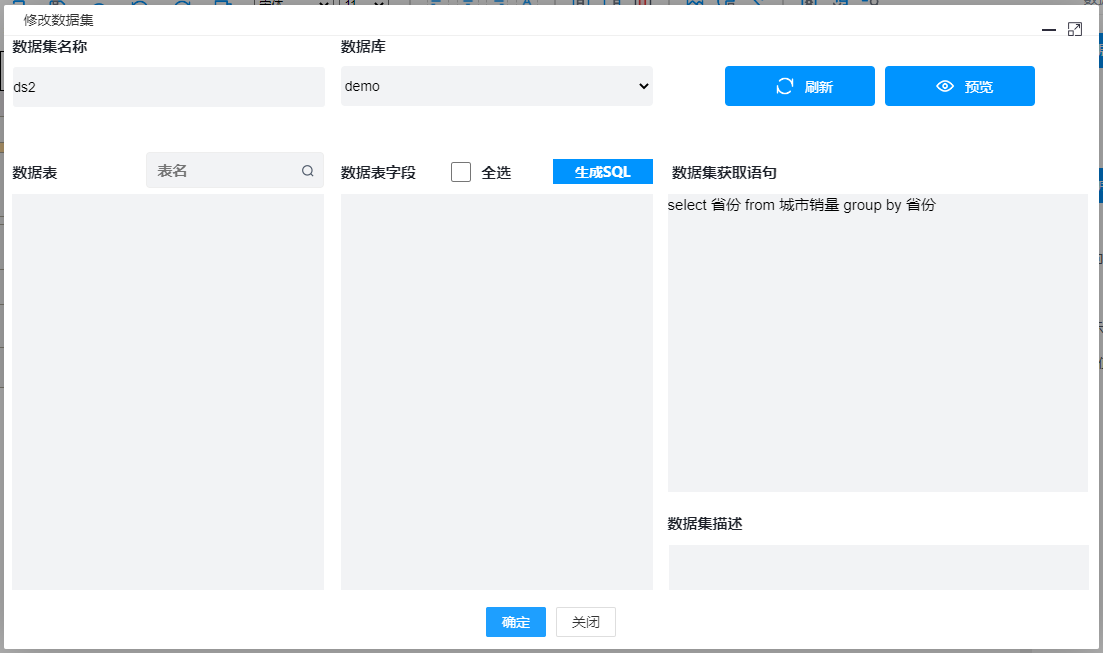 修改数据集
数据集名称
数据库
ds2
demo
刷新
预览
数据表
表名
数据表字段
全选
生成SQL
数据集获取语句
select 省份 from 城市销量 group by 省份
数据集描述
确定
关闭